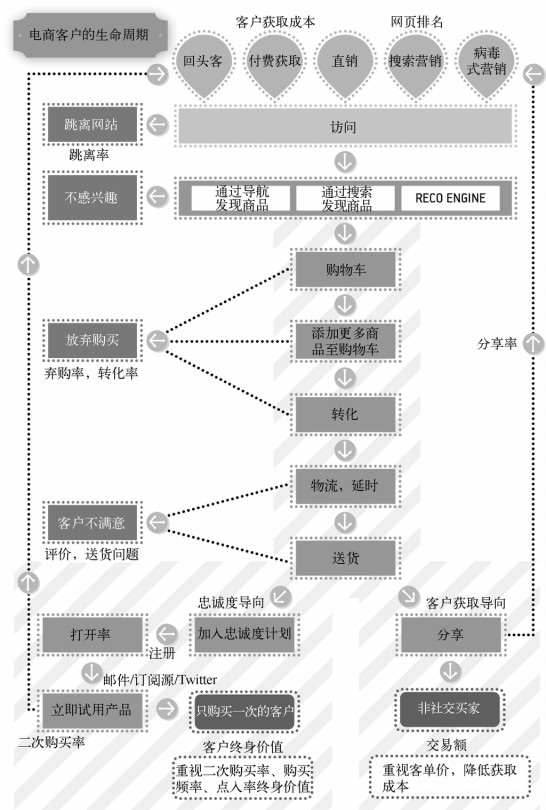 电商客户的生命周期
客户获取成本
网页排名
回头客
付费获取
直销
搜索营销
病毒
式营销
跳离网站
跳离率
访问
不感兴趣
通过导航
发现商品
通过搜索
发现商品
RECO ENGINE
购物车
放弃购买
弃购率，转化率
添加更多商
品至购物车
分享率
转化
物流，延时
客户不满意
评价，送货问题
送货
忠诚度导向
客户获取导向
打开率
注册
加入忠诚度计划
分享
邮件/订阅源/Twitter
立即试用产品
二次购买率
只购买一次的客户
非社交买家
客户终身价值
交易额
重视二次购买率、购买
频率、点入率终身价值
重视客单价，降低获取
成本